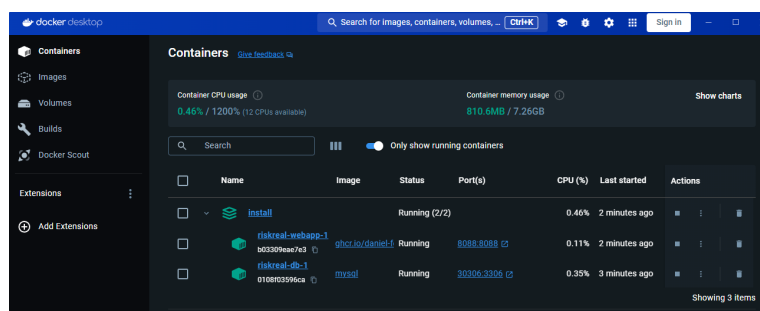 docker desktop
Search for images, containers, volumes, ... Ctrl+K
Sign in
Containers
Images
Volumes
Builds
Docker Scout
Extensions
Add Extensions
Containers Give feedback
Container CPU usage
0.46% / 1200% (12 CPUs available)
Container memory usage
810.6MB / 7.26GB
Show charts
Search
Only show running containers
Name Image Status Port(s) CPU (%) Last started Actions
install Running (2/2) 0.46% 2 minutes ago
riskreal-webapp-1
b03309eae7e3 ghcr.io/daniel-f Running 8088:8088 0.11% 2 minutes ago
riskreal-db-1
0108f03596ca mysql Running 30306:3306 0.35% 3 minutes ago
Showing 3 items